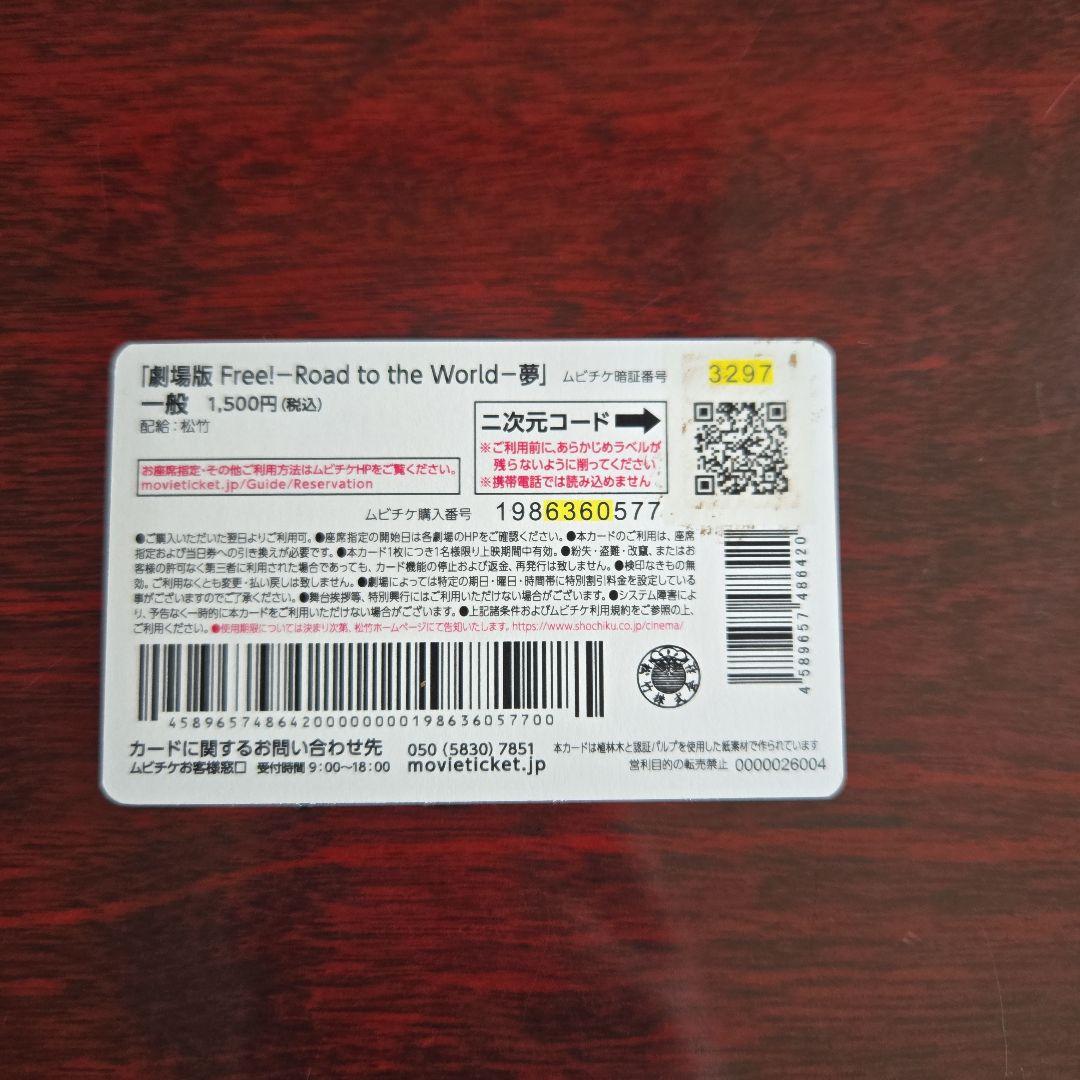 「劇場版 Free!－Road to the World－夢」 ムビチケ暗証番号 3297
一般 1,500円(税込)
配給：松竹
二次元コード
※ご利用前に、あらかじめラベルが
残らないように削ってください
※携帯電話では読み込めません
お座席指定・その他ご利用方法はムビチケHPをご覧ください。
movieticket.jp/Guide/Reservation
ムビチケ購入番号 1986360577
●ご購入いただいた翌日よりご利用可。●座席指定の開始日は各劇場のHPをご確認ください。●本カードのご利用は、座席
指定および当日券への引き換えが必要です。●本カード1枚につき1名様限り上映期間中有効。●紛失・盗難・改竄、またはお
客様の許可なく第三者に利用された場合であっても、カード機能の停止および返金、再発行は致しません。●検印なきもの無
効。ご利用なくとも変更・払い戻しは致しません。●劇場によっては特定の期日・曜日・時間帯に特別割引料金を設定している
事がございますのでご了承ください。●舞台挨拶等、特別興行にはご利用いただけない場合がございます。●システム障害によ
り、予告なく一時的に本カードをご利用いただけない場合がございます。●上記諸条件およびムビチケ利用規約をご参照の上、
ご利用ください。●使用期限については決まり次第、松竹ホームページにて告知いたします。https://www.shochiku.co.jp/cinema/
4589657486420
458965748642000000000198636057700
松竹株式会社
カードに関するお問い合わせ先 050(5830)7851 本カードは植林木と認証パルプを使用した紙素材で作られています
ムビチケお客様窓口 受付時間 9:00〜18:00 movieticket.jp 営利目的の転売禁止 0000026004